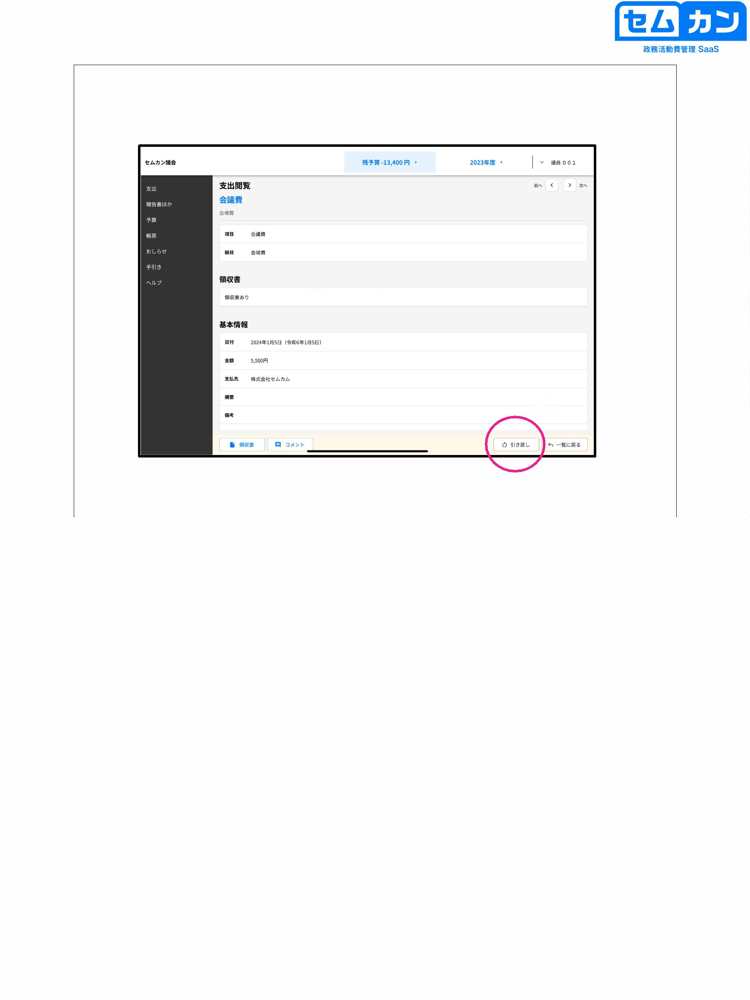 セムカン
政務活動費管理 SaaS
セムカン議会
残予算 -13,400 円
2023年度
議員 ００１
支出
報告書ほか
予算
帳票
おしらせ
手引き
ヘルプ
支出閲覧
前へ
次へ
会議費
会場費
項目 会議費
細目 会場費
領収書
領収書あり
基本情報
日付 2024年1月5日（令和6年1月5日）
金額 5,500円
支払先 株式会社セムカム
摘要
備考
領収書 コメント 引き戻し 一覧に戻る